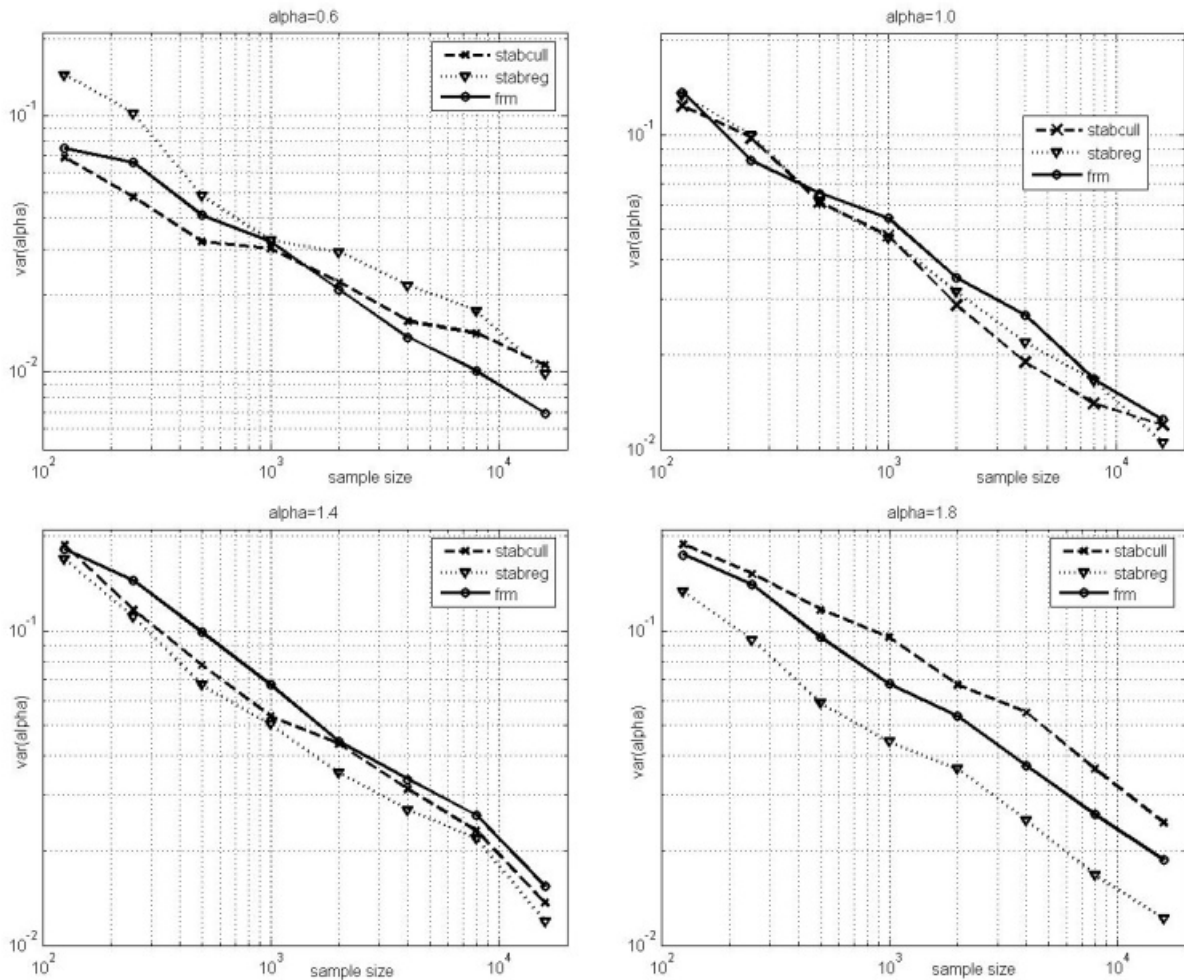 alpha=0.6
stabcull
stabreg
frm
var(alpha)
10^-1
10^-2
10^2
10^3
10^4
sample size
alpha=1.0
stabcull
stabreg
frm
var(alpha)
10^-1
10^-2
10^2
10^3
10^4
sample size
alpha=1.4
stabcull
stabreg
frm
var(alpha)
10^-1
10^-2
10^2
10^3
10^4
sample size
alpha=1.8
stabcull
stabreg
frm
var(alpha)
10^-1
10^-2
10^2
10^3
10^4
sample size